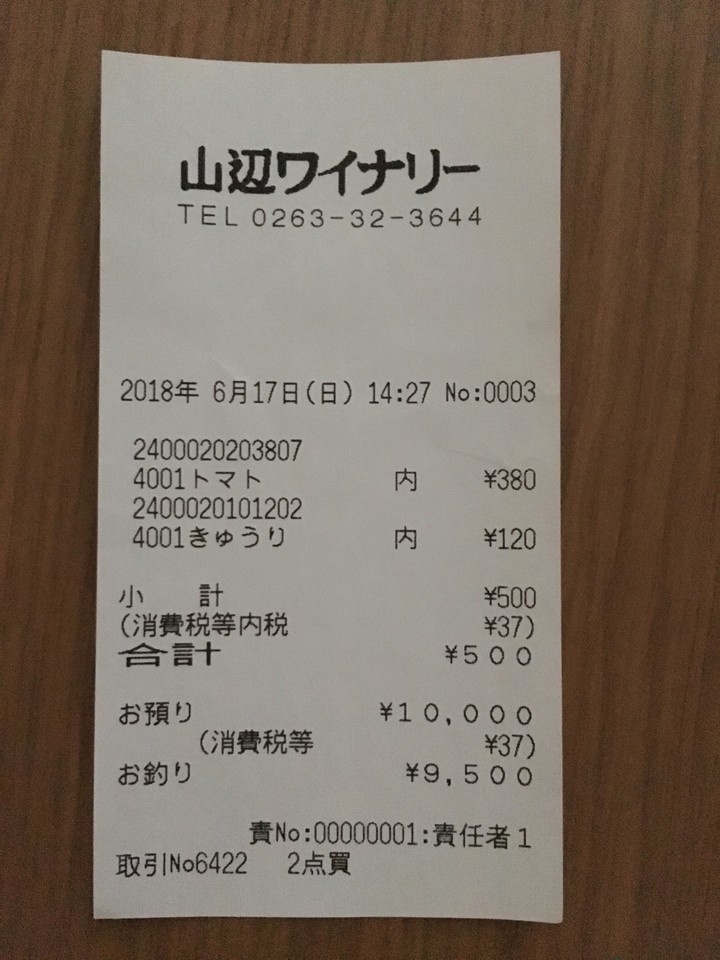 山辺ワイナリー
TEL 0263-32-3644
2018年 6月17日(日) 14:27 No:0003
2400020203807
4001トマト 内 ¥380
2400020101202
4001きゅうり 内 ¥120
小 計 ¥500
(消費税等内税 ¥37)
合計 ¥500
お預り ¥10,000
(消費税等 ¥37)
お釣り ¥9,500
責No:00000001:責任者1
取引No6422 2点買